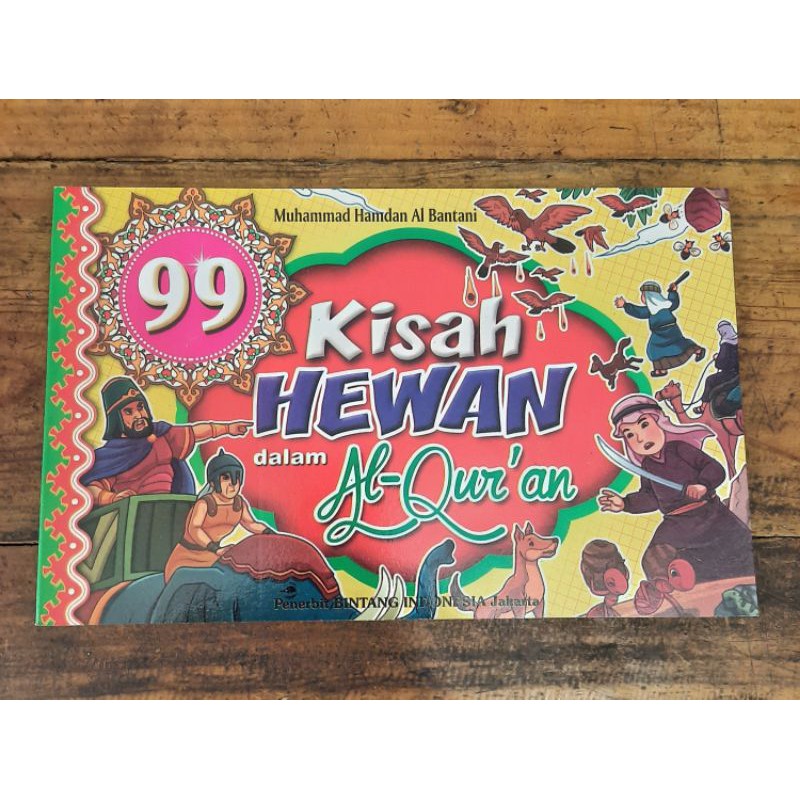 Muhammad Hamdan Al Bantani
99
Kisah
HEWAN
dalam
Al-Qur'an
Penerbit BINTANG INDONESIA Jakarta